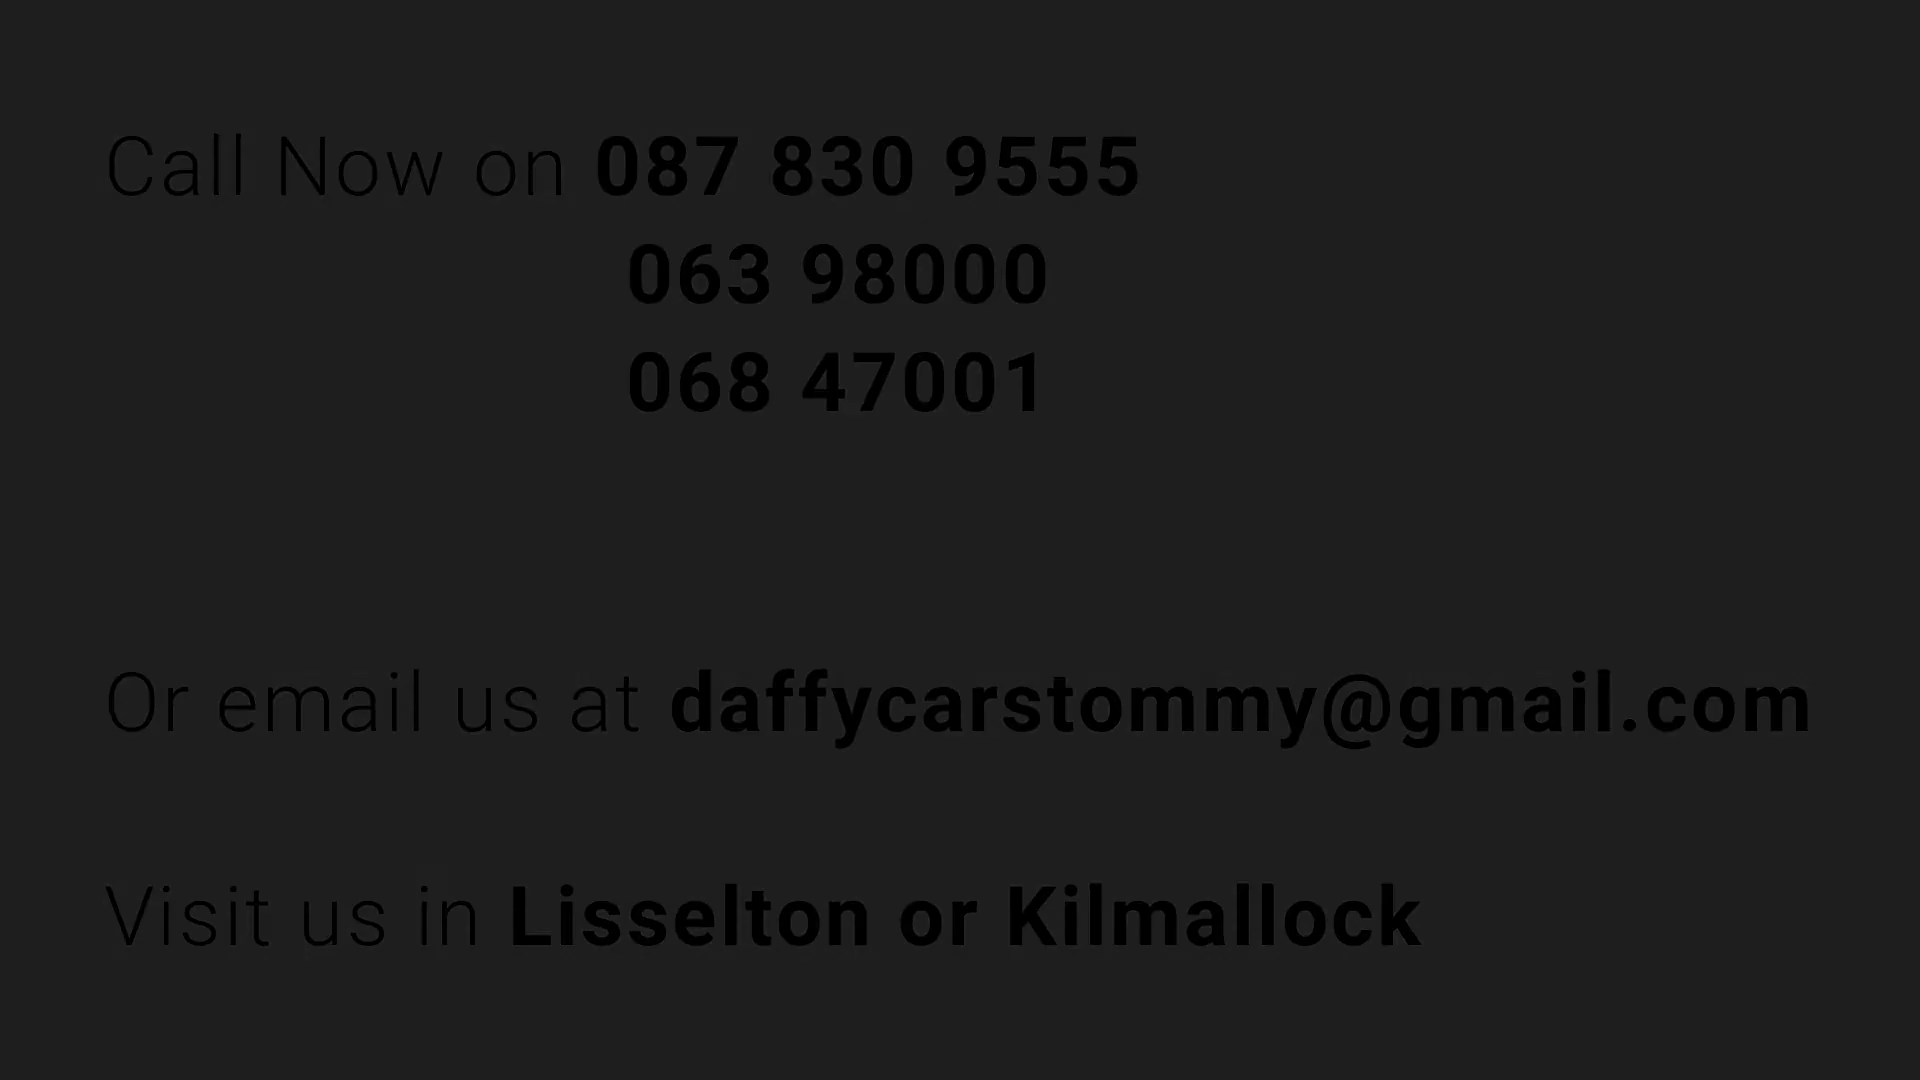 Call Now on 087 830 9555
063 98000
068 47001
Or email us at daffycarstommy@gmail.com
Visit us in Lisselton or Kilmallock